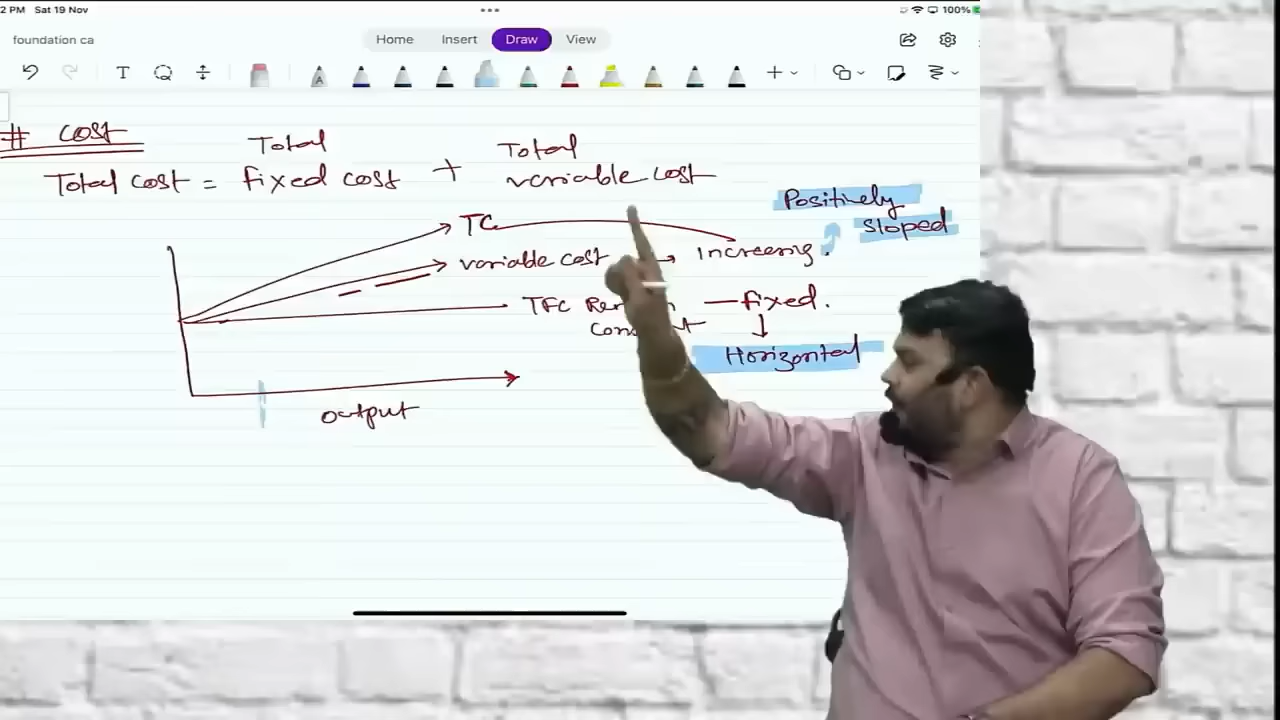 2 PM Sat 19 Nov
100%
foundation ca
Home Insert Draw View
T
A
# Cost
Total cost = Total fixed cost + Total variable cost
Positively
sloped
TC
variable cost → Increasing.
TFC
fixed.
Horizontal
output